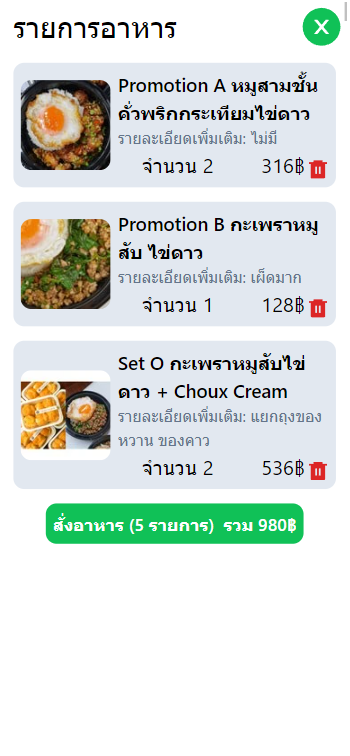 รายการอาหาร
X
Promotion A หมูสามชั้น
คั่วพริกกระเทียมไข่ดาว
รายละเอียดเพิ่มเติม: ไม่มี
จำนวน 2 316฿
Promotion B กะเพราหมู
สับ ไข่ดาว
รายละเอียดเพิ่มเติม: เผ็ดมาก
จำนวน 1 128฿
Set O กะเพราหมูสับไข่
ดาว + Choux Cream
รายละเอียดเพิ่มเติม: แยกถุงของ
หวาน ของคาว
จำนวน 2 536฿
สั่งอาหาร (5 รายการ) รวม 980฿